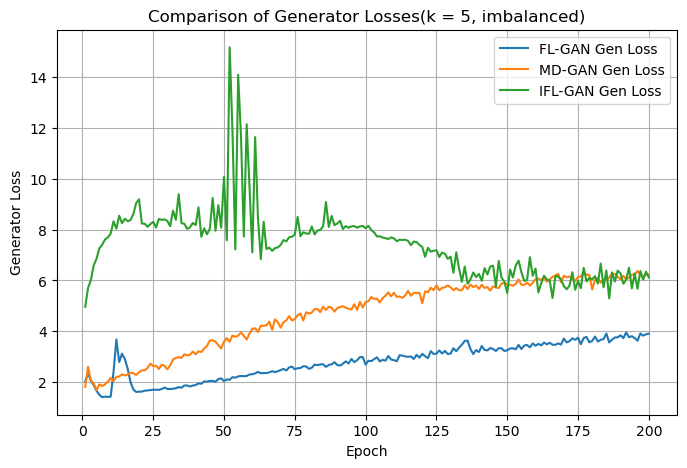 Comparison of Generator Losses(k = 5, imbalanced)
FL-GAN Gen Loss
MD-GAN Gen Loss
IFL-GAN Gen Loss
Generator Loss
14
12
10
8
6
4
2
0
25
50
75
100
125
150
175
200
Epoch